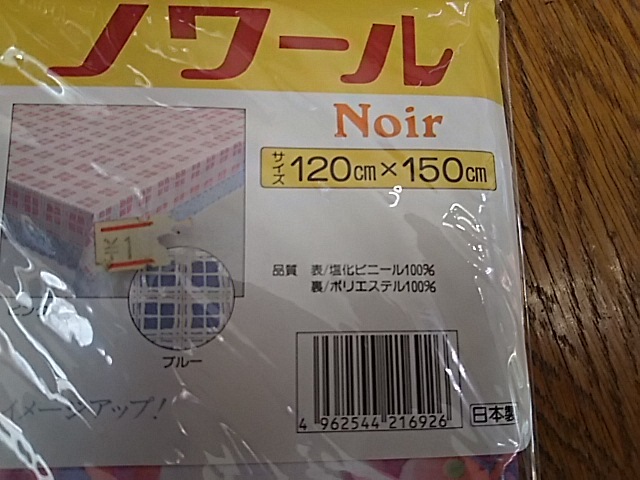 ノワール
Noir
サイズ 120cm×150cm
¥1
品質 表/塩化ビニール100%
裏/ポリエステル100%
ブルー
イメージアップ!
4 962544 216926
日本製